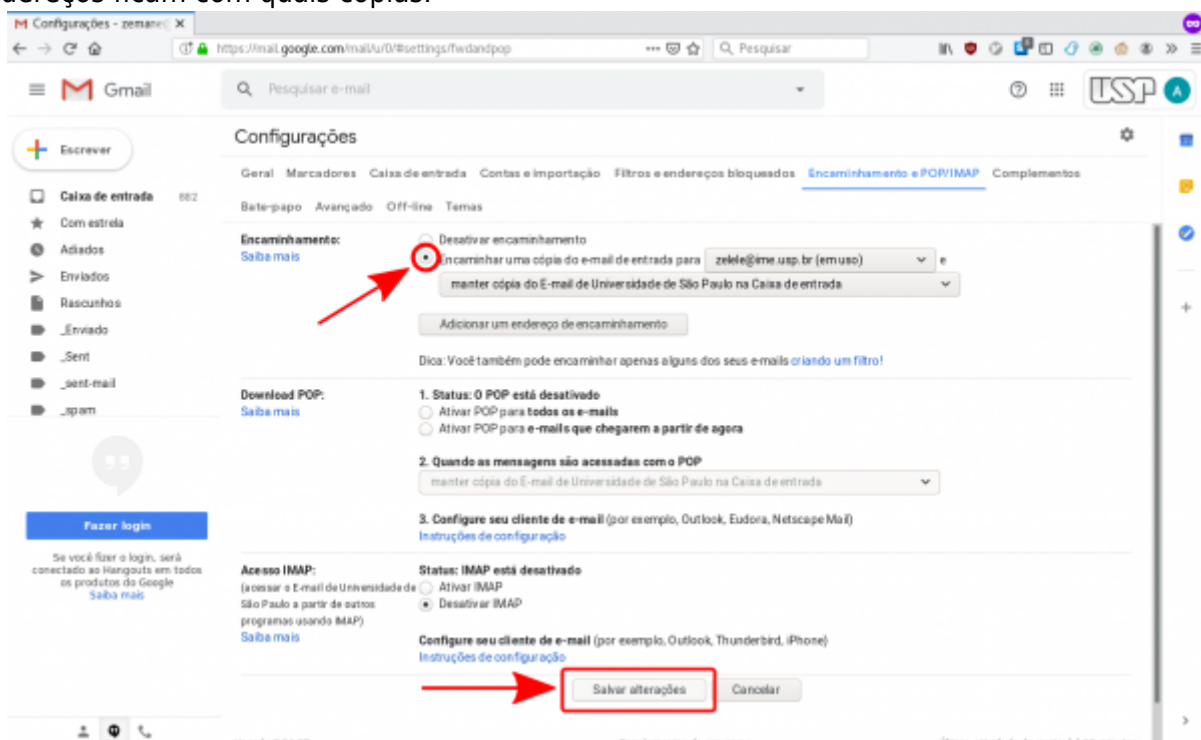 dereços ficam com quais cópias.
Configurações - zemane
https://mail.google.com/mail/u/0/#settings/fwdandpop
Pesquisar
Gmail
Pesquisar e-mail
USP
A
Escrever
Configurações
Geral Marcadores Caixa de entrada Contas e importação Filtros e endereços bloqueados Encaminhamento e POP/IMAP Complementos
Bate-papo Avançado Off-line Temas
Caixa de entrada 882
Com estrela
Adiados
Enviados
Rascunhos
_Enviado
_Sent
_sent-mail
_spam
Encaminhamento:
Saiba mais
Desativar encaminhamento
Encaminhar uma cópia do e-mail de entrada para zelele@ime.usp.br (em uso) e
manter cópia do E-mail de Universidade de São Paulo na Caixa de entrada
Adicionar um endereço de encaminhamento
Dica: Você também pode encaminhar apenas alguns dos seus e-mails criando um filtro!
Download POP:
Saiba mais
1. Status: O POP está desativado
Ativar POP para todos os e-mails
Ativar POP para e-mails que chegarem a partir de agora
2. Quando as mensagens são acessadas com o POP
manter cópia do E-mail de Universidade de São Paulo na Caixa de entrada
3. Configure seu cliente de e-mail (por exemplo, Outlook, Eudora, Netscape Mail)
Instruções de configuração
Fazer login
Se você fizer o login, será
conectado ao Hangouts em todos
os produtos do Google
Saiba mais
Acesso IMAP:
(acessar o E-mail de Universidade de
São Paulo a partir de outros
programas usando IMAP)
Saiba mais
Status: IMAP está desativado
Ativar IMAP
Desativar IMAP
Configure seu cliente de e-mail (por exemplo, Outlook, Thunderbird, iPhone)
Instruções de configuração
Salvar alterações Cancelar